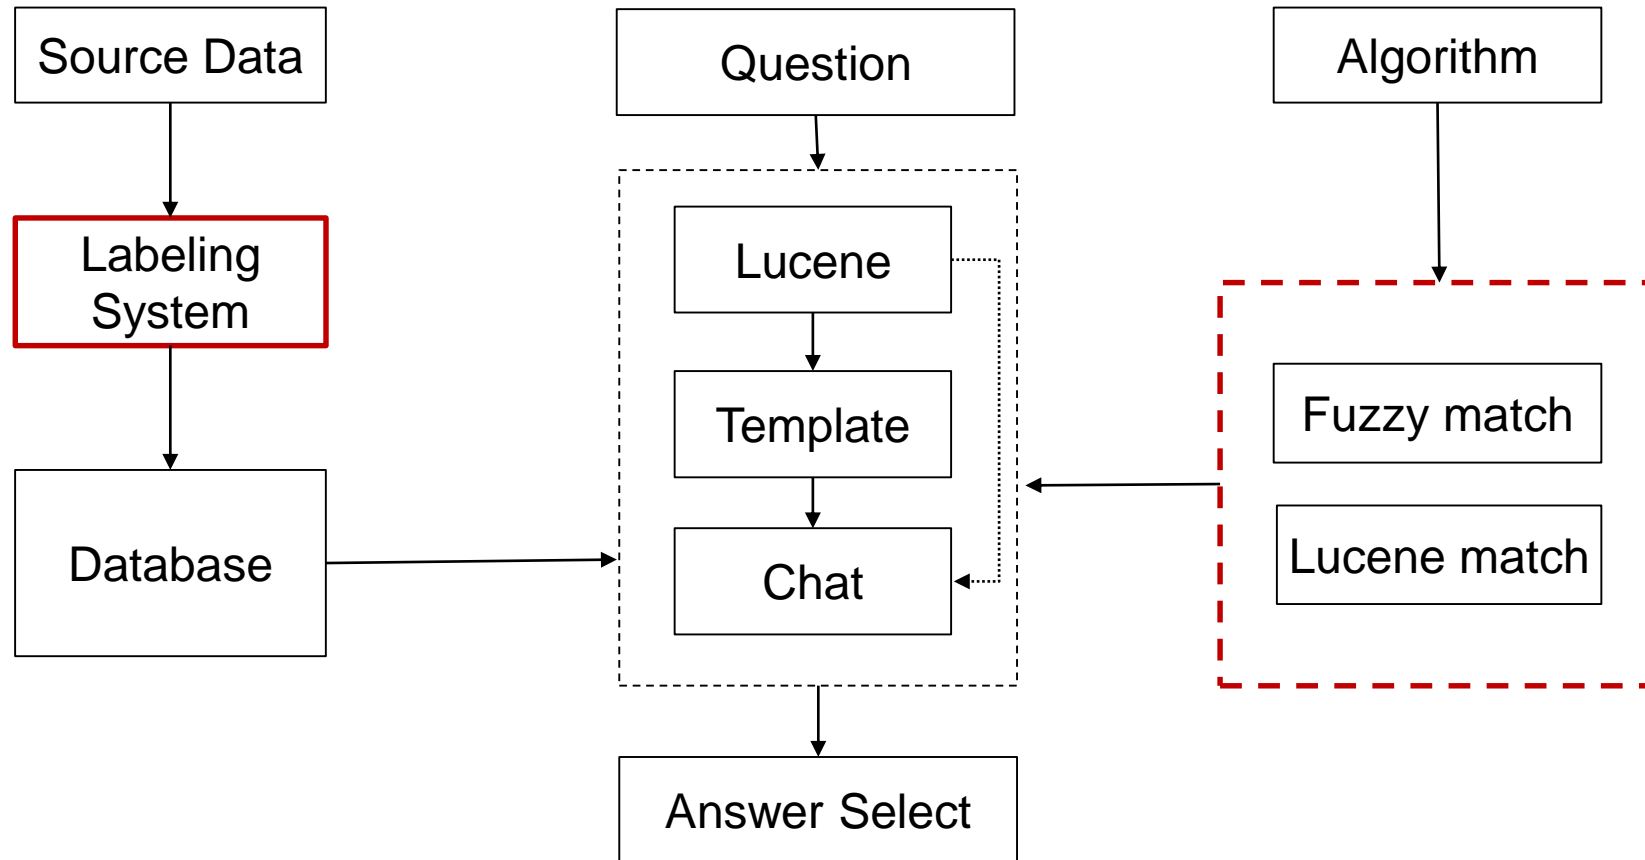 Source Data
Question
Algorithm
Labeling
System
Lucene
Template
Fuzzy match
Database
Chat
Lucene match
Answer Select